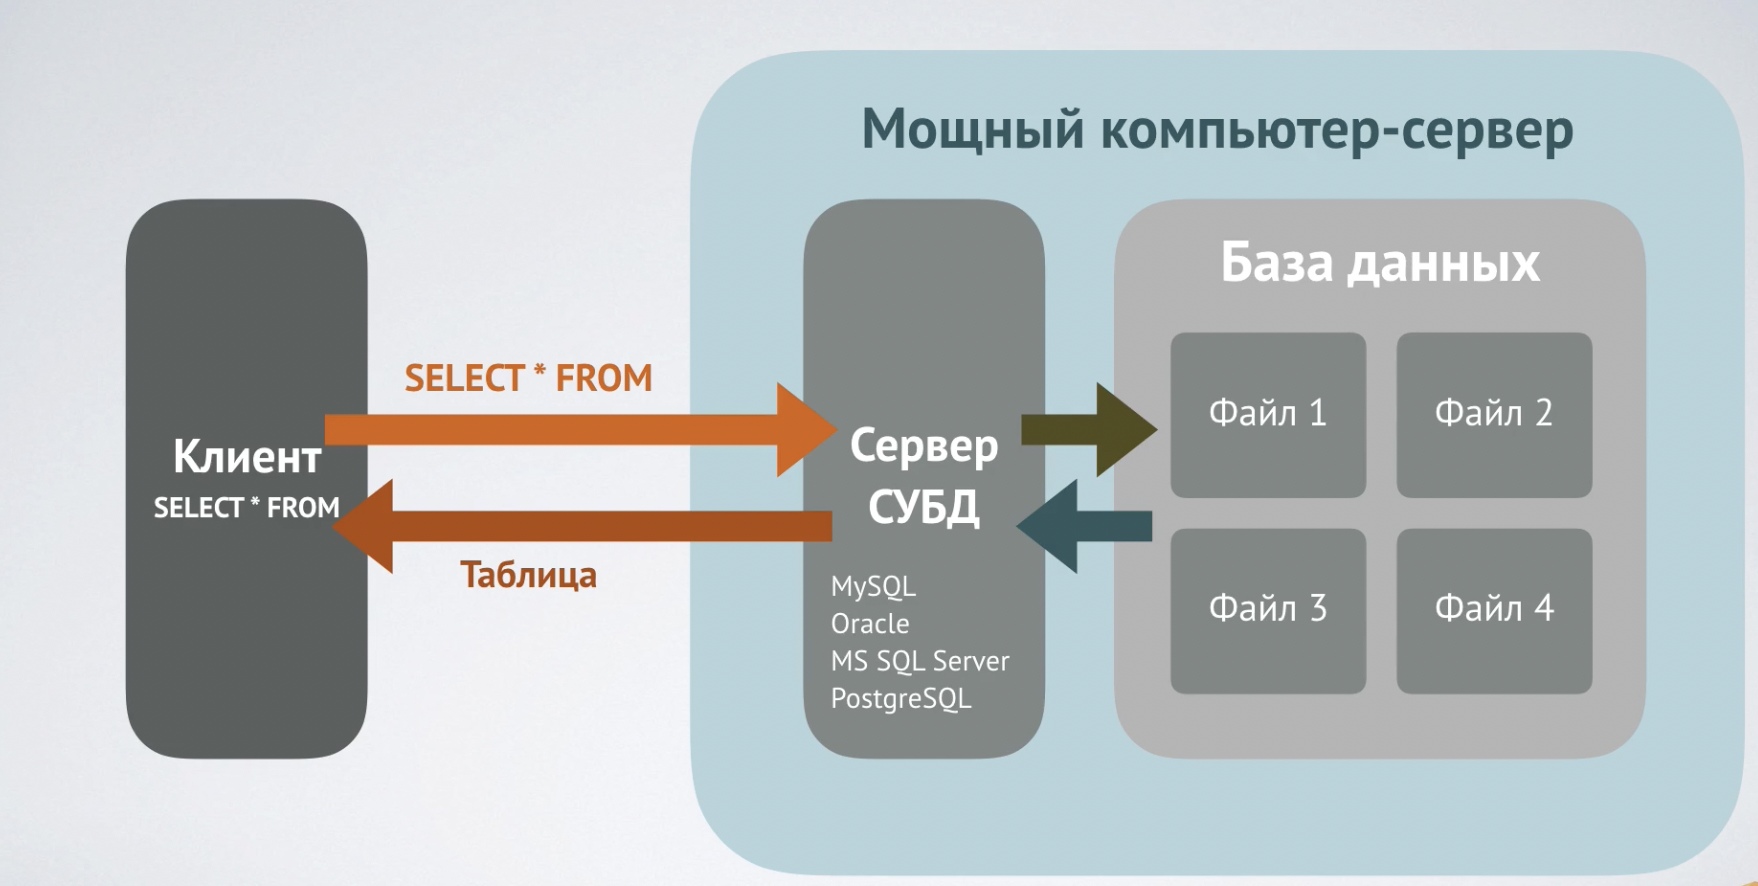 Мощный компьютер-сервер
База данных
SELECT * FROM
Клиент
SELECT * FROM
Таблица
Сервер
СУБД
MySQL
Oracle
MS SQL Server
PostgreSQL
Файл 1
Файл 2
Файл 3
Файл 4